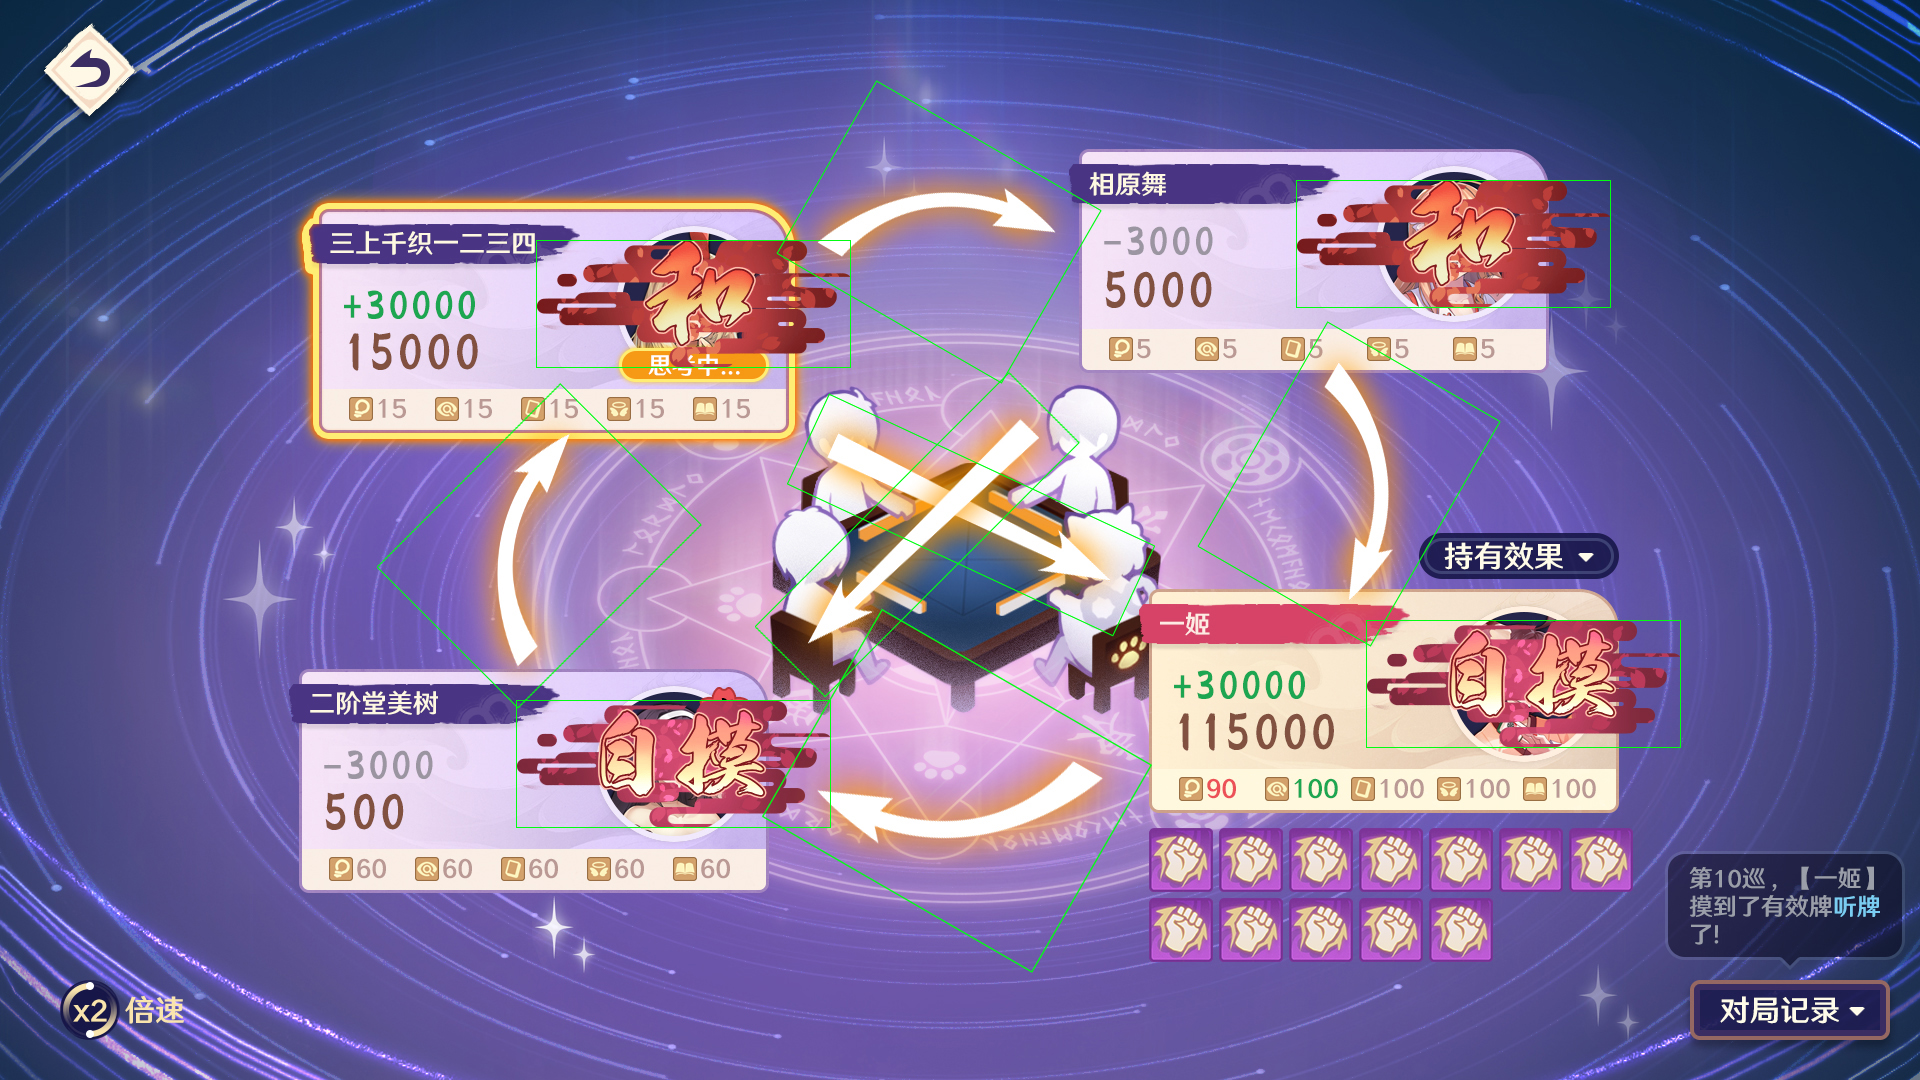 相原舞
-3000
5000
和
5 5 5 5 5
三上千织一二三四
+30000
15000
和
思考中...
15 15 15 15 15
持有效果
一姬
+30000
115000
自摸
90 100 100 100 100
二阶堂美树
-3000
500
自摸
60 60 60 60 60
第10巡，【一姬】
摸到了有效牌听牌
了!
x2 倍速
对局记录